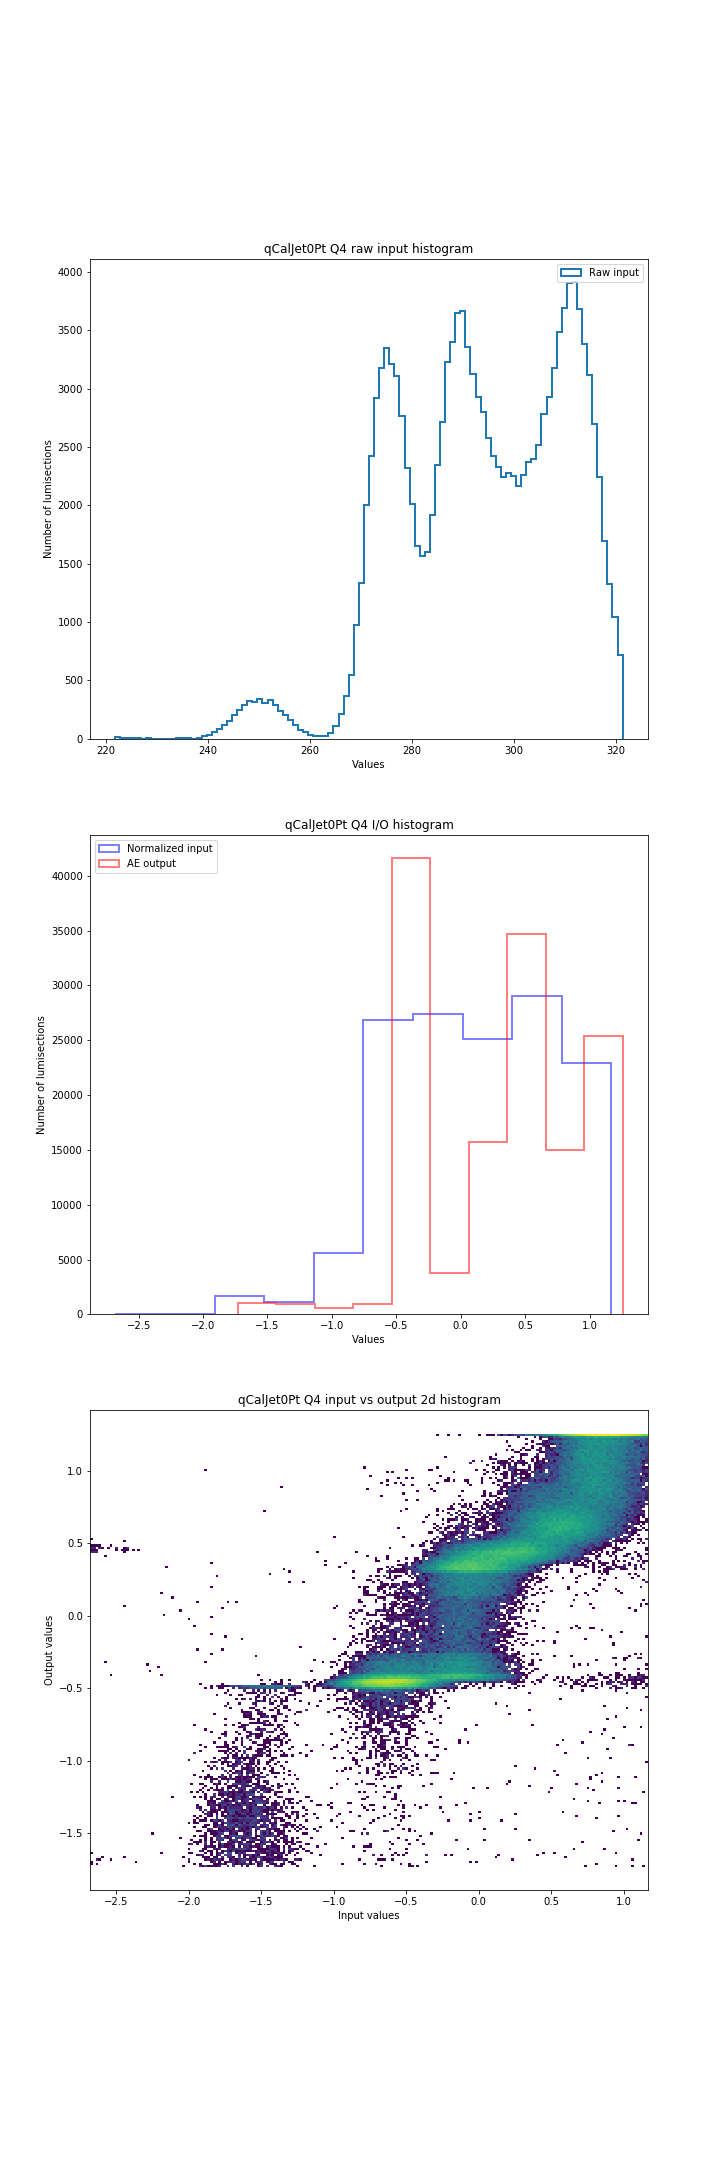 qCalJet0Pt Q4 raw input histogram
Raw input
4000
3500
3000
2500
2000
1500
1000
500
0
Number of lumisections
220 240 260 280 300 320
Values
qCalJet0Pt Q4 I/O histogram
Normalized input
AE output
40000
35000
30000
25000
20000
15000
10000
5000
0
Number of lumisections
−2.5 −2.0 −1.5 −1.0 −0.5 0.0 0.5 1.0
Values
qCalJet0Pt Q4 input vs output 2d histogram
1.0
0.5
0.0
−0.5
−1.0
−1.5
Output values
−2.5 −2.0 −1.5 −1.0 −0.5 0.0 0.5 1.0
Input values